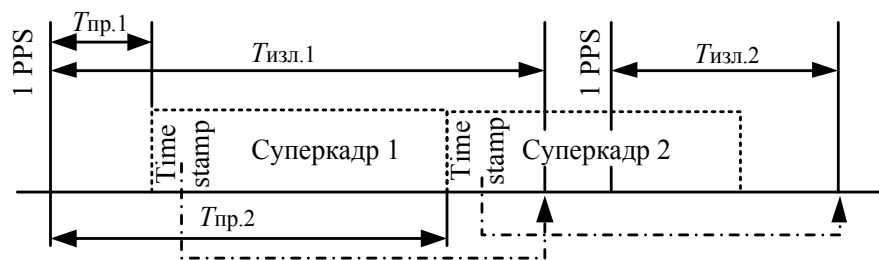 1 PPS
Tпр.1
Tизл.1
1 PPS
Tизл.2
Time
stamp
Суперкадр 1
Time
stamp
Суперкадр 2
Tпр.2